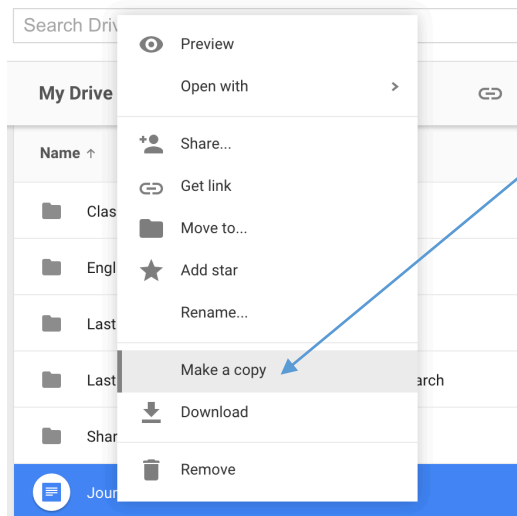 Search Driv
Preview
Open with
My Drive
Share...
Name ↑
Get link
Clas
Move to...
Engl
Add star
Last
Rename...
Last
Make a copy
arch
Download
Shar
Remove
Jour